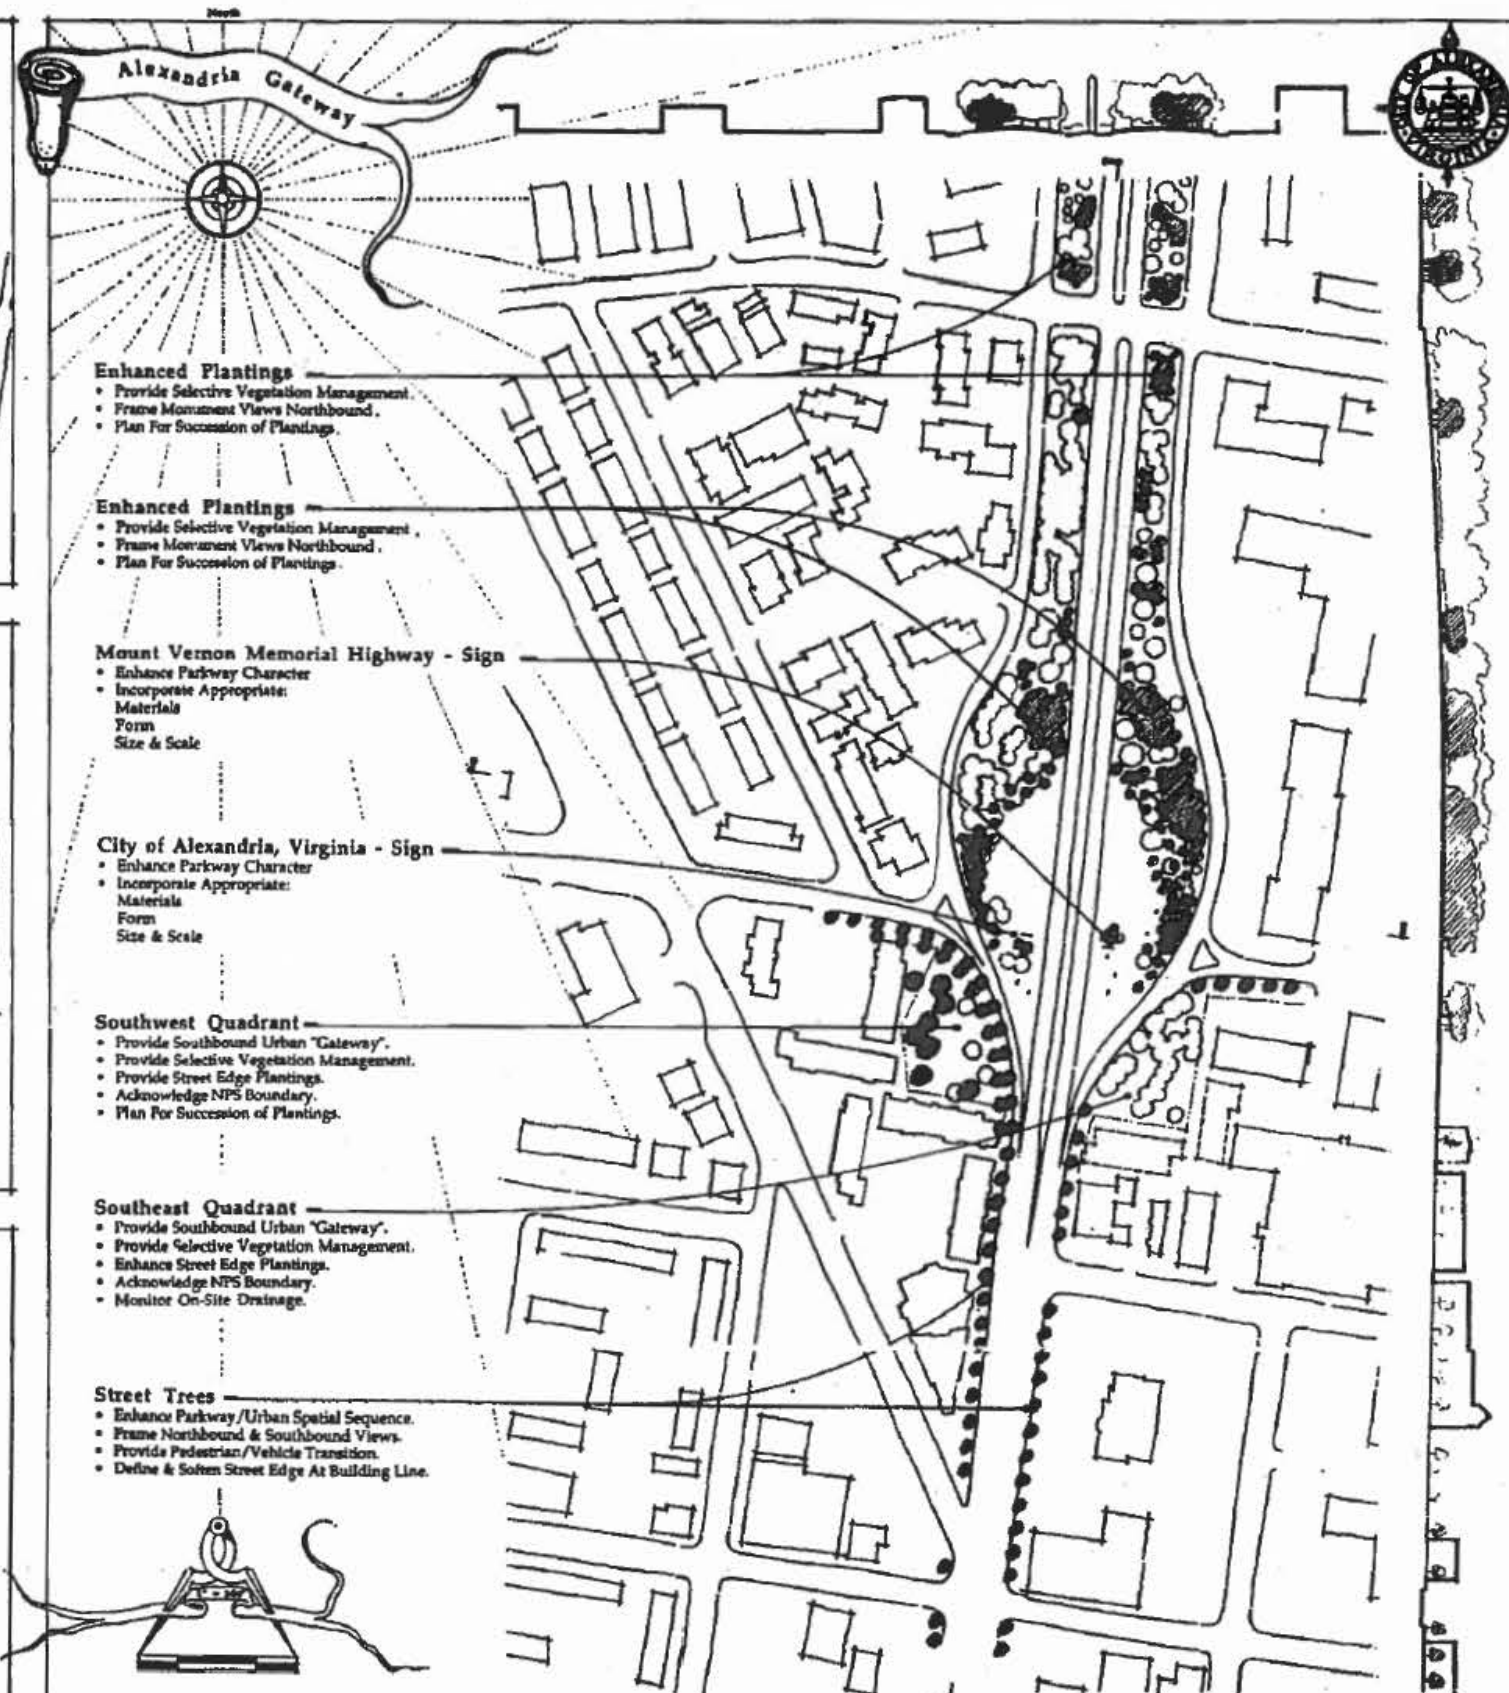 North
Alexandria Gateway
CITY OF ALEXANDRIA
VIRGINIA
Enhanced Plantings
• Provide Selective Vegetation Management.
• Frame Monument Views Northbound.
• Plan For Succession of Plantings.
Enhanced Plantings
• Provide Selective Vegetation Management.
• Frame Monument Views Northbound.
• Plan For Succession of Plantings.
Mount Vernon Memorial Highway - Sign
• Enhance Parkway Character
• Incorporate Appropriate:
Materials
Form
Size & Scale
City of Alexandria, Virginia - Sign
• Enhance Parkway Character
• Incorporate Appropriate:
Materials
Form
Size & Scale
Southwest Quadrant
• Provide Southbound Urban "Gateway".
• Provide Selective Vegetation Management.
• Provide Street Edge Plantings.
• Acknowledge NPS Boundary.
• Plan For Succession of Plantings.
Southeast Quadrant
• Provide Southbound Urban "Gateway".
• Provide Selective Vegetation Management.
• Enhance Street Edge Plantings.
• Acknowledge NPS Boundary.
• Monitor On-Site Drainage.
Street Trees
• Enhance Parkway/Urban Spatial Sequence.
• Frame Northbound & Southbound Views.
• Provide Pedestrian/Vehicle Transition.
• Define & Soften Street Edge At Building Line.